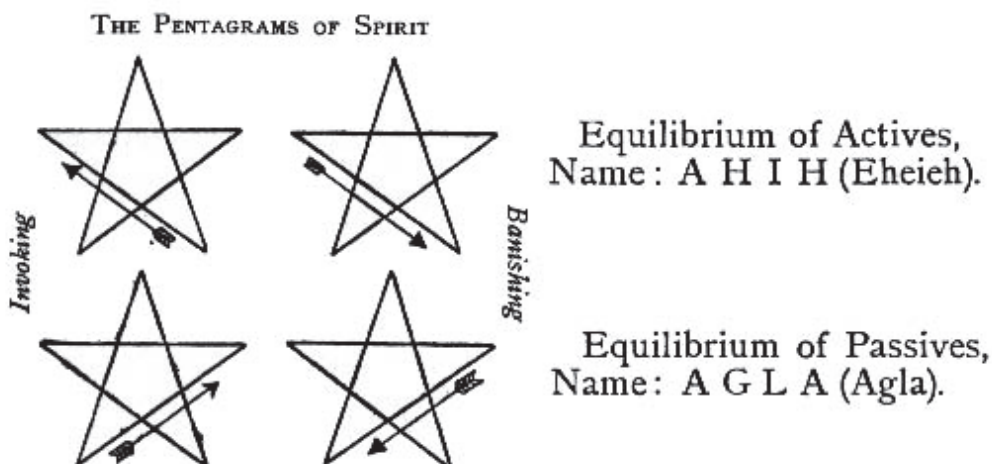 THE PENTAGRAMS OF SPIRIT
Invoking
Banishing
Equilibrium of Actives,
Name: A H I H (Eheieh).
Equilibrium of Passives,
Name: A G L A (Agla).